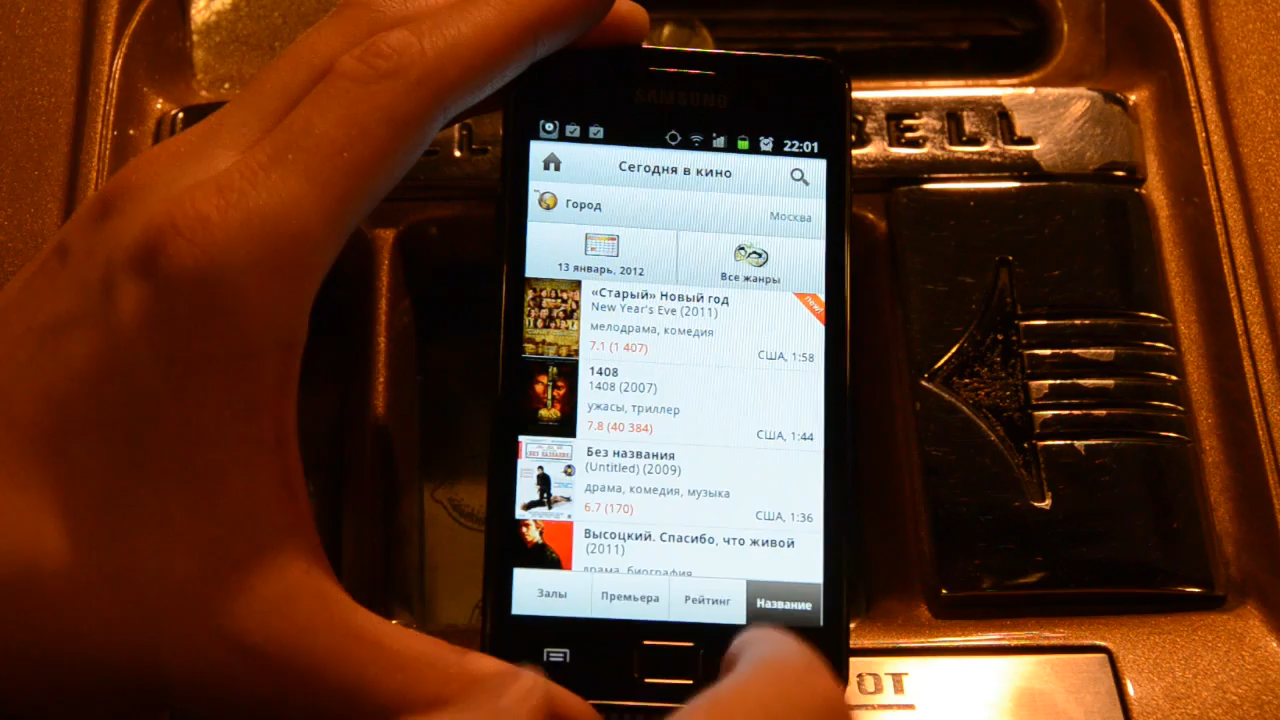 SAMSUNG
22:01
Сегодня в кино
Город
Москва
13 январь, 2012
Все жанры
«Старый» Новый год
new!
New Year's Eve (2011)
мелодрама, комедия
7.1 (1 407)
США, 1:58
1408
1408 (2007)
ужасы, триллер
7.8 (40 384)
США, 1:44
Без названия
(Untitled) (2009)
драма, комедия, музыка
6.7 (170)
США, 1:36
Высоцкий. Спасибо, что живой
(2011)
драма, биография
Залы
Премьера
Рейтинг
Название
BELL